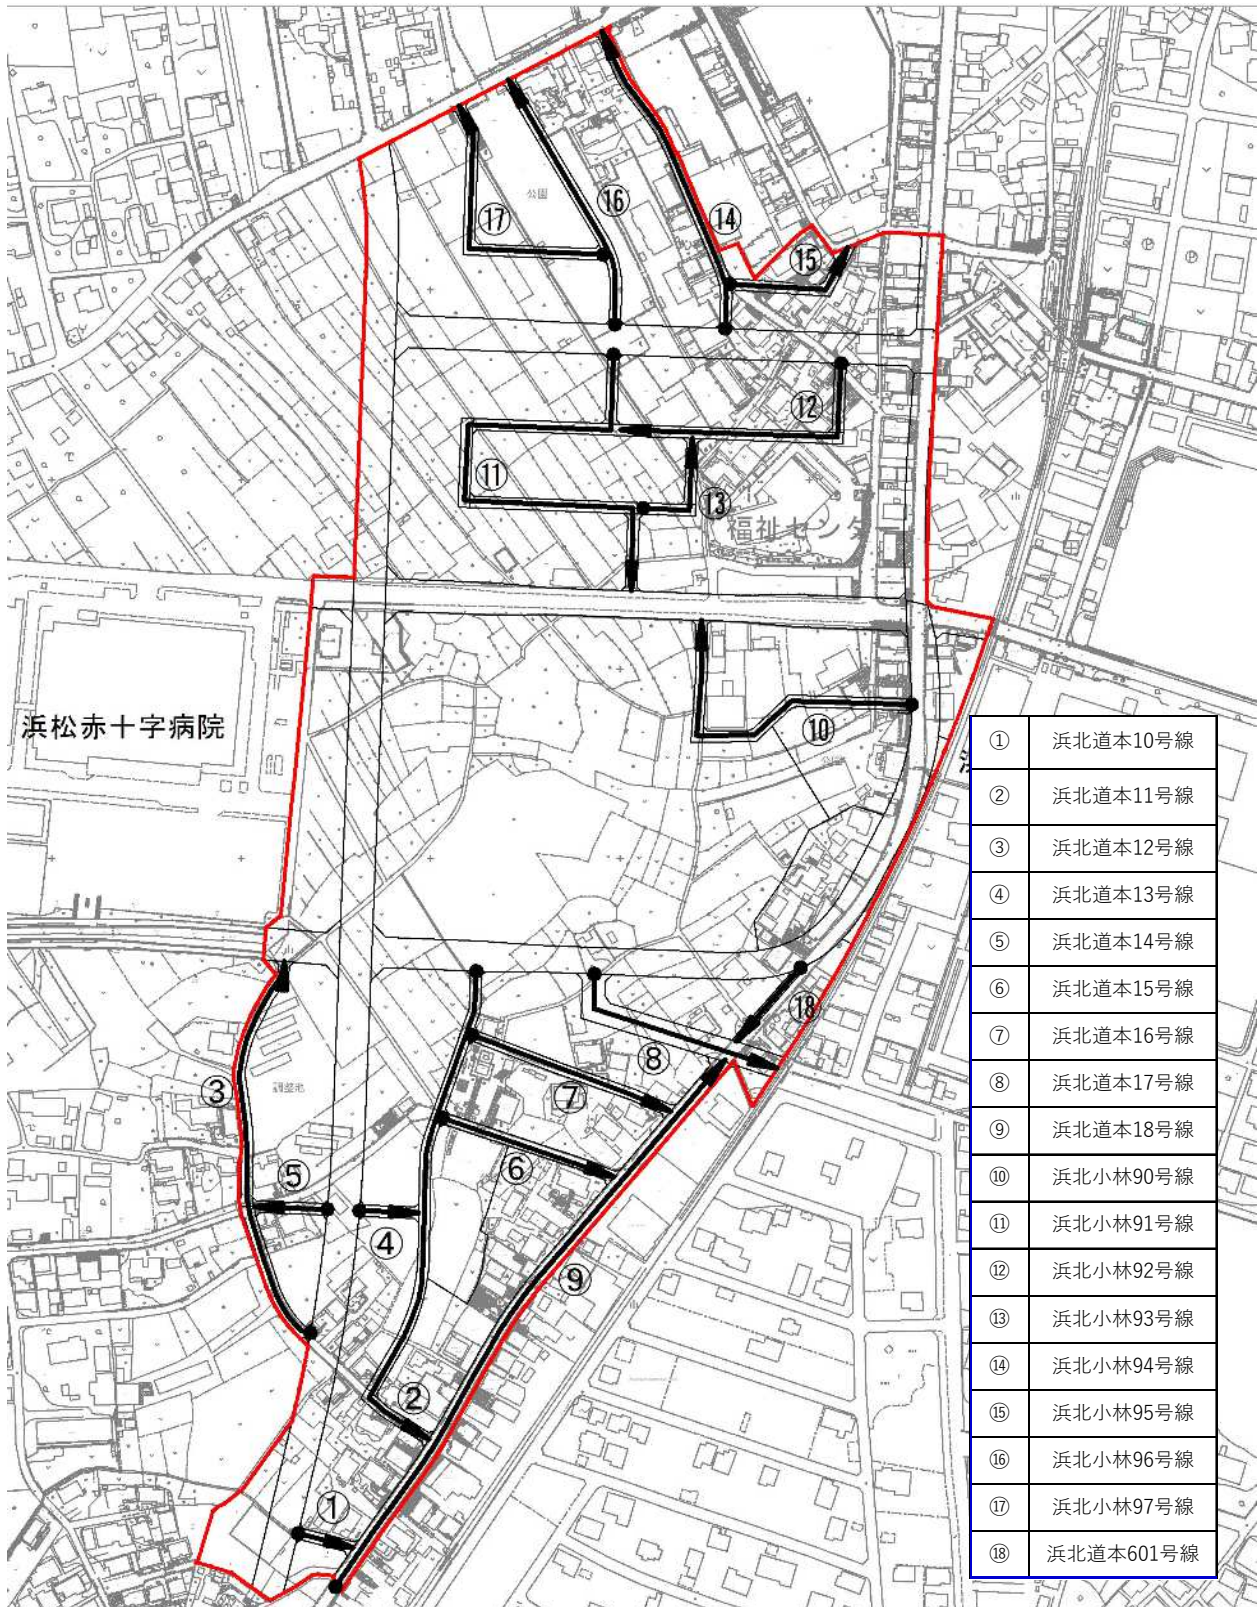 公園
⑰
⑯
⑭
⑮
⑫
⑪
⑬
福祉センタ
浜松赤十字病院
⑩
⑱
⑧
③
調整池
⑦
⑤
⑥
④
⑨
②
①
① 浜北道本10号線
② 浜北道本11号線
③ 浜北道本12号線
④ 浜北道本13号線
⑤ 浜北道本14号線
⑥ 浜北道本15号線
⑦ 浜北道本16号線
⑧ 浜北道本17号線
⑨ 浜北道本18号線
⑩ 浜北小林90号線
⑪ 浜北小林91号線
⑫ 浜北小林92号線
⑬ 浜北小林93号線
⑭ 浜北小林94号線
⑮ 浜北小林95号線
⑯ 浜北小林96号線
⑰ 浜北小林97号線
⑱ 浜北道本601号線